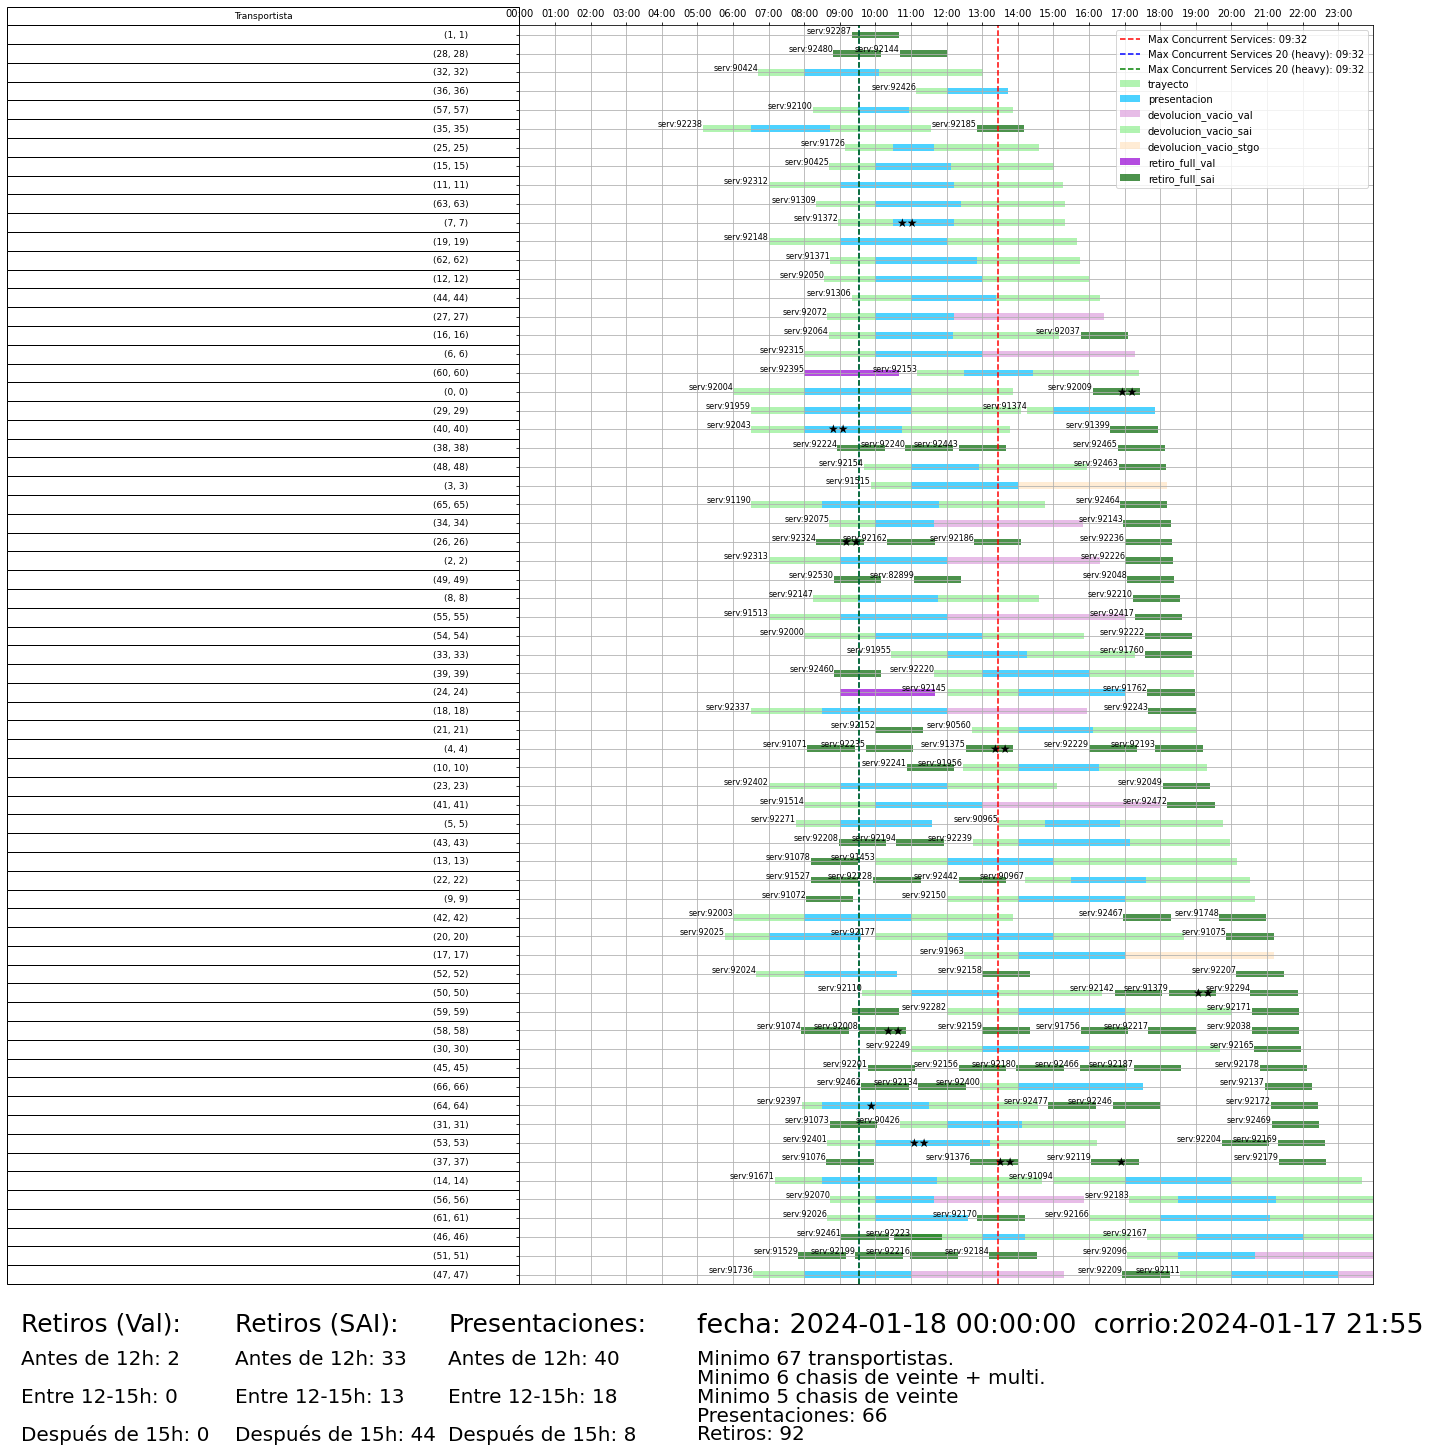 Transportista 00:00 01:00 02:00 03:00 04:00 05:00 06:00 07:00 08:00 09:00 10:00 11:00 12:00 13:00 14:00 15:00 16:00 17:00 18:00 19:00 20:00 21:00 22:00 23:00
Max Concurrent Services: 09:32
Max Concurrent Services 20 (heavy): 09:32
Max Concurrent Services 20 (heavy): 09:32
trayecto
presentacion
devolucion_vacio_val
devolucion_vacio_sai
devolucion_vacio_stgo
retiro_full_val
retiro_full_sai
(1, 1) serv:92287
(28, 28) serv:92480 serv:92144
(32, 32) serv:90424
(36, 36) serv:92426
(57, 57) serv:92100
(35, 35) serv:92238 serv:92185
(25, 25) serv:91726
(15, 15) serv:90425
(11, 11) serv:92312
(63, 63) serv:91309
(7, 7) serv:91372
(19, 19) serv:92148
(62, 62) serv:91371
(12, 12) serv:92050
(44, 44) serv:91306
(27, 27) serv:92072
(16, 16) serv:92064 serv:92037
(6, 6) serv:92315
(60, 60) serv:92395 serv:92153
(0, 0) serv:92004 serv:92009
(29, 29) serv:91959 serv:91374
(40, 40) serv:92043 serv:91399
(38, 38) serv:92224 serv:92240 serv:92443 serv:92465
(48, 48) serv:92154 serv:92463
(3, 3) serv:91515
(65, 65) serv:91190 serv:92464
(34, 34) serv:92075 serv:92143
(26, 26) serv:92324 serv:92162 serv:92186 serv:92236
(2, 2) serv:92313 serv:92226
(49, 49) serv:92530 serv:82899 serv:92048
(8, 8) serv:92147 serv:92210
(55, 55) serv:91513 serv:92417
(54, 54) serv:92000 serv:92222
(33, 33) serv:91955 serv:91760
(39, 39) serv:92460 serv:92220
(24, 24) serv:92145 serv:91762
(18, 18) serv:92337 serv:92243
(21, 21) serv:92152 serv:90560
(4, 4) serv:91071 serv:92235 serv:91375 serv:92229 serv:92193
(10, 10) serv:92241 serv:91956
(23, 23) serv:92402 serv:92049
(41, 41) serv:91514 serv:92472
(5, 5) serv:92271 serv:90965
(43, 43) serv:92208 serv:92194 serv:92239
(13, 13) serv:91078 serv:91453
(22, 22) serv:91527 serv:92228 serv:92442 serv:90967
(9, 9) serv:91072 serv:92150
(42, 42) serv:92003 serv:92467 serv:91748
(20, 20) serv:92025 serv:92177 serv:91075
(17, 17) serv:91963
(52, 52) serv:92024 serv:92158 serv:92207
(50, 50) serv:92110 serv:92142 serv:91379 serv:92294
(59, 59) serv:92282 serv:92171
(58, 58) serv:91074 serv:92008 serv:92159 serv:91756 serv:92217 serv:92038
(30, 30) serv:92249 serv:92165
(45, 45) serv:92201 serv:92156 serv:92180 serv:92466 serv:92187 serv:92178
(66, 66) serv:92462 serv:92134 serv:92400 serv:92137
(64, 64) serv:92397 serv:92477 serv:92246 serv:92172
(31, 31) serv:91073 serv:90426 serv:92469
(53, 53) serv:92401 serv:92204 serv:92169
(37, 37) serv:91076 serv:91376 serv:92119 serv:92179
(14, 14) serv:91671 serv:91094
(56, 56) serv:92070 serv:92183
(61, 61) serv:92026 serv:92170 serv:92166
(46, 46) serv:92461 serv:92223 serv:92167
(51, 51) serv:91529 serv:92199 serv:92216 serv:92184 serv:92096
(47, 47) serv:91736 serv:92209 serv:92111
Retiros (Val): Retiros (SAI): Presentaciones: fecha: 2024-01-18 00:00:00 corrio:2024-01-17 21:55
Antes de 12h: 2 Antes de 12h: 33 Antes de 12h: 40 Minimo 67 transportistas.
Minimo 6 chasis de veinte + multi.
Entre 12-15h: 0 Entre 12-15h: 13 Entre 12-15h: 18 Minimo 5 chasis de veinte
Presentaciones: 66
Después de 15h: 0 Después de 15h: 44 Después de 15h: 8 Retiros: 92